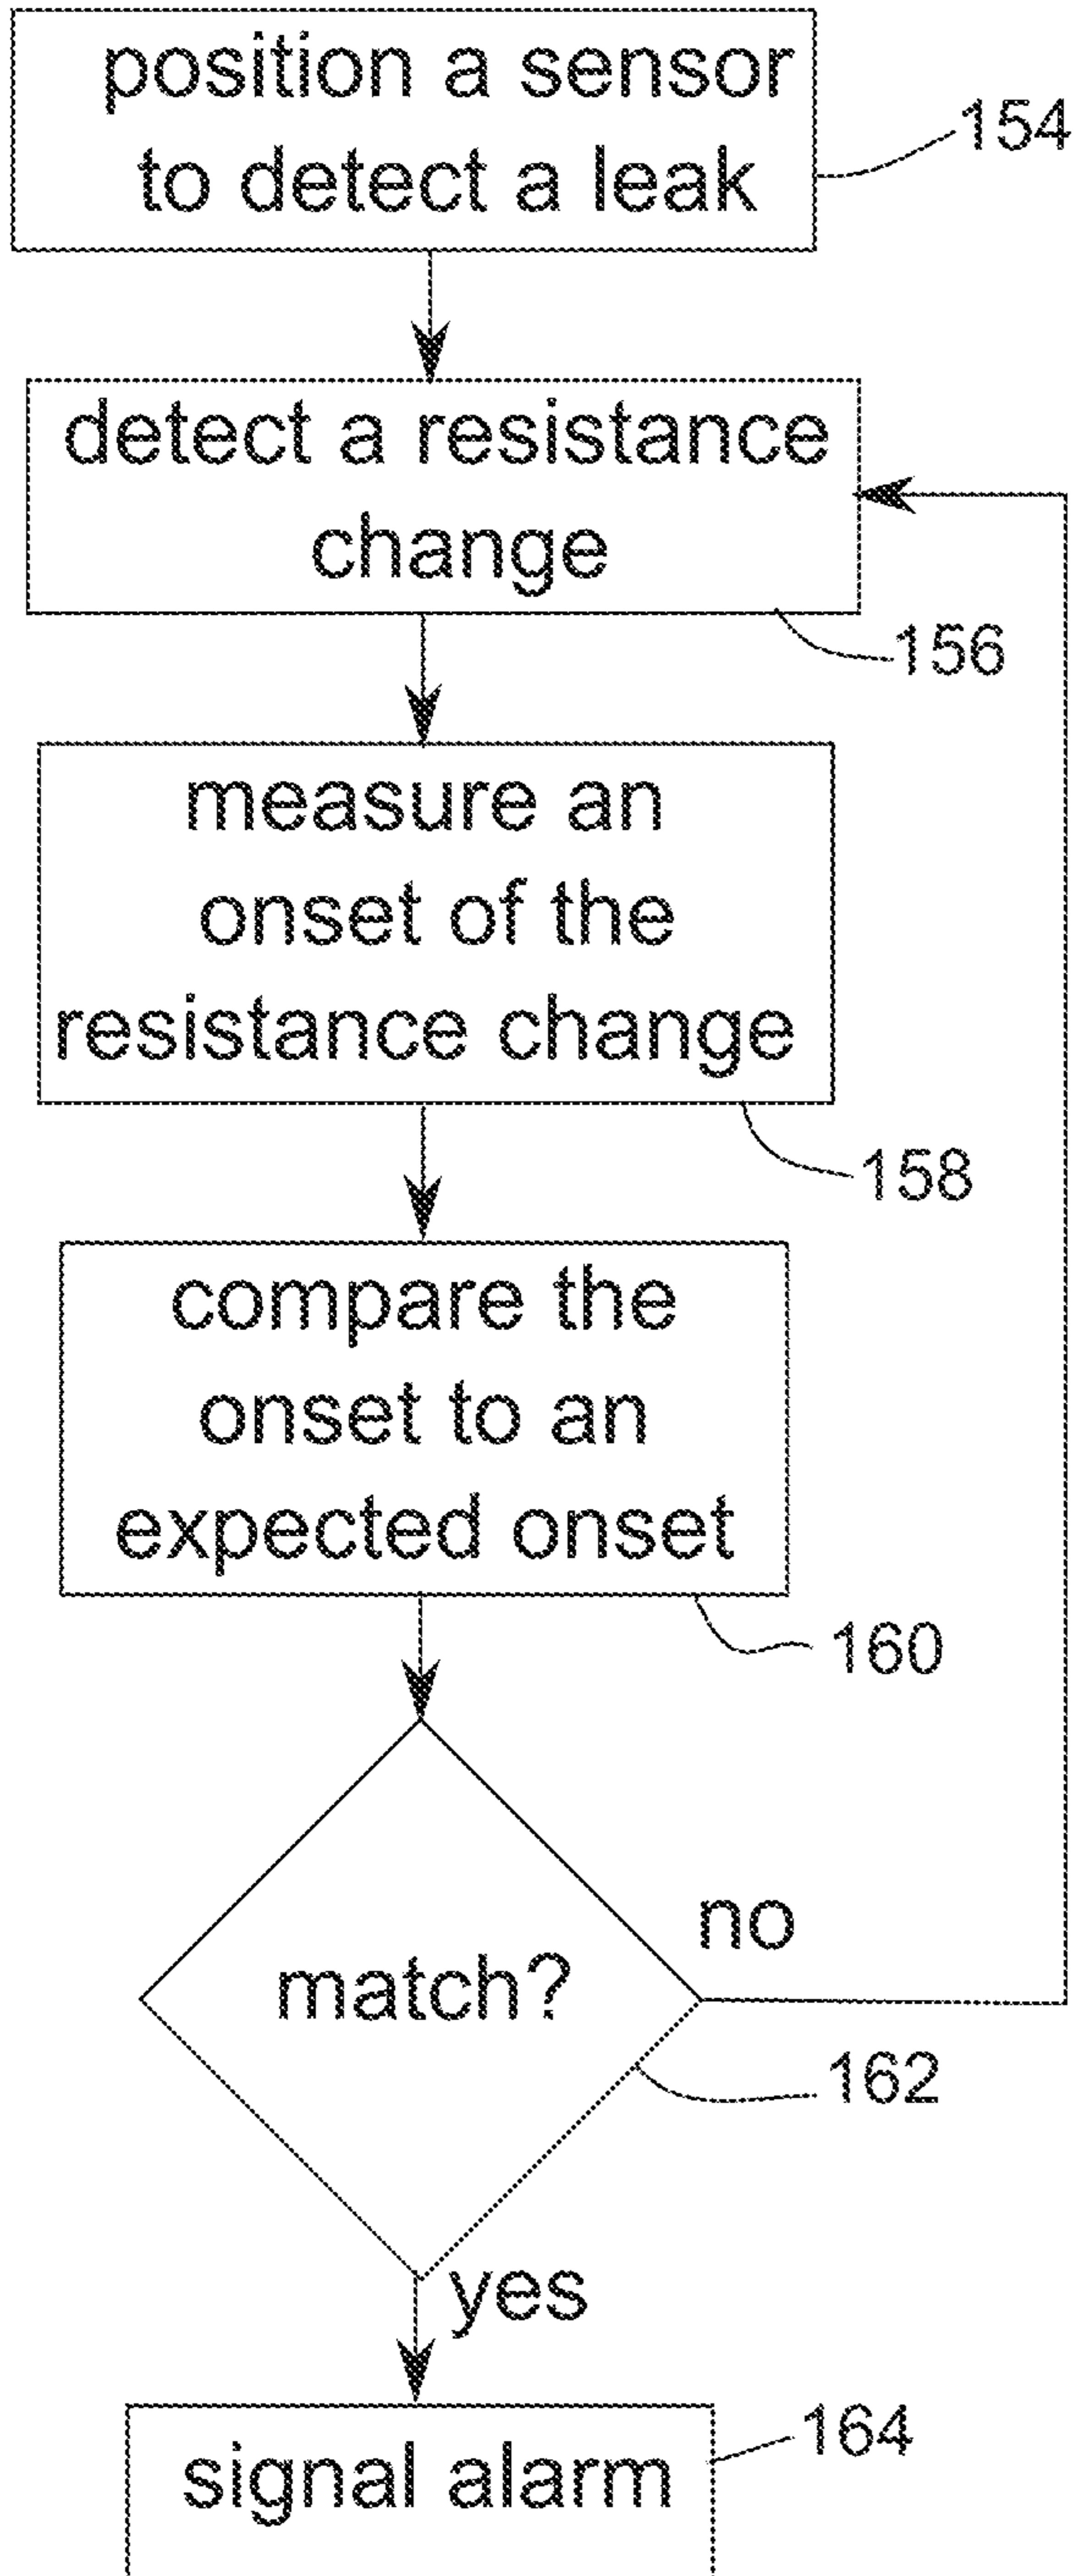 position a sensor
to detect a leak
154
detect a resistance
change
156
measure an
onset of the
resistance change
158
compare the
onset to an
expected onset
160
match?
no
162
yes
signal alarm
164